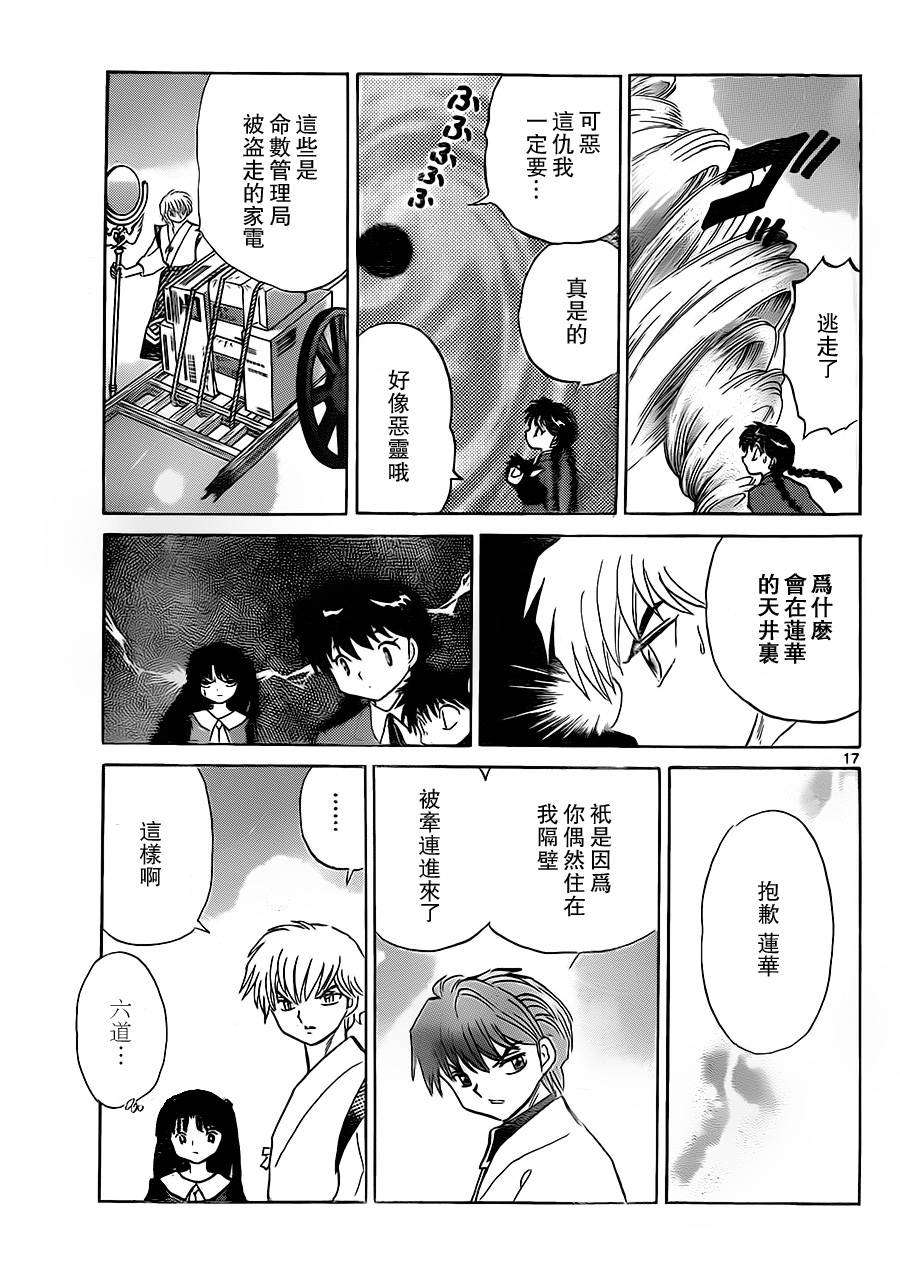 ゴ
逃走了
可惡
這仇我
一定要…
ふふふふふ
真是的
好像惡靈哦
這些是
命數管理局
被盗走的家電
爲什麽
會在蓮華
的天井裏
17
抱歉 蓮華
衹是因爲
你偶然住在
我隔壁
被牽連進來了
……
這樣啊
六道…